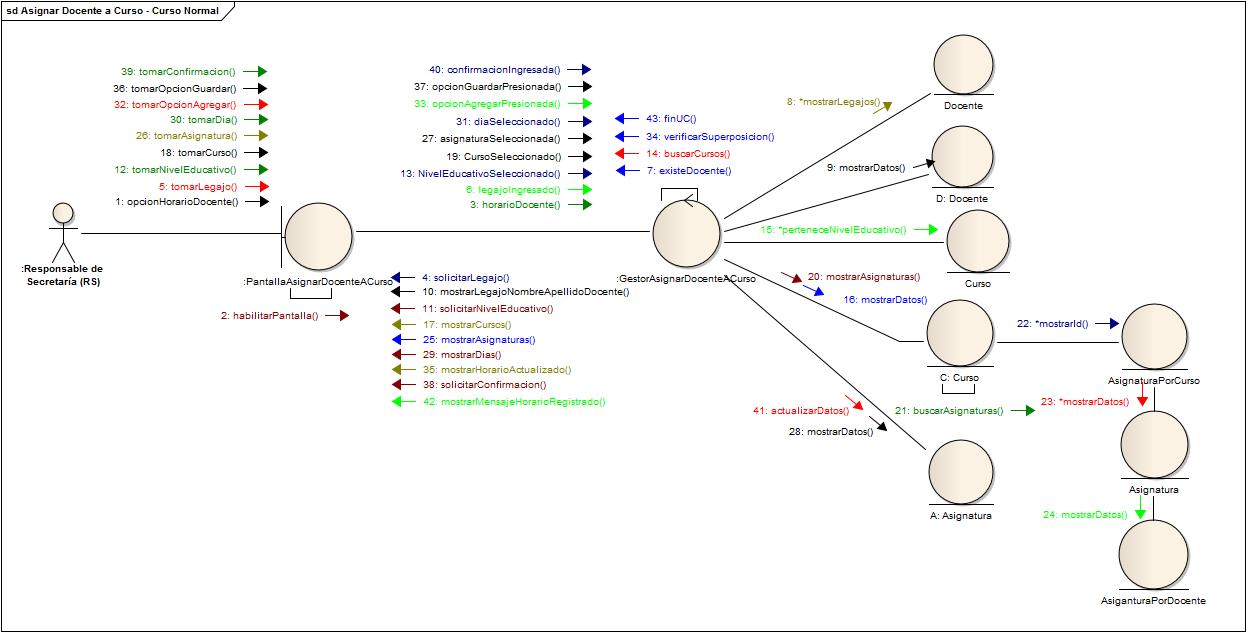 sd Asignar Docente a Curso - Curso Normal
39: tomarConfirmacion()
36: tomarOpcionGuardar()
32: tomarOpcionAgregar()
30: tomarDia()
26: tomarAsignatura()
18: tomarCurso()
12: tomarNivelEducativo()
5: tomarLegajo()
1: opcionHorarioDocente()
:Responsable de
Secretaría (RS)
:PantallaAsignarDocenteACurso
2: habilitarPantalla()
40: confirmacionIngresada()
37: opcionGuardarPresionada()
33: opcionAgregarPresionada()
31: diaSeleccionado()
27: asignaturaSeleccionada()
19: CursoSeleccionado()
13: NivelEducativoSeleccionado()
6: legajoIngresado()
3: horarioDocente()
43: finUC()
34: verificarSuperposicion()
14: buscarCursos()
7: existeDocente()
:GestorAsignarDocenteACurso
4: solicitarLegajo()
10: mostrarLegajoNombreApellidoDocente()
11: solicitarNivelEducativo()
17: mostrarCursos()
25: mostrarAsignaturas()
29: mostrarDias()
35: mostrarHorarioActualizado()
38: solicitarConfirmacion()
42: mostrarMensajeHorarioRegistrado()
8: *mostrarLegajos()
Docente
9: mostrarDatos()
D: Docente
15: *perteneceNivelEducativo()
Curso
20: mostrarAsignaturas()
16: mostrarDatos()
C: Curso
22: *mostrarId()
AsignaturaPorCurso
41: actualizarDatos()
28: mostrarDatos()
21: buscarAsignaturas()
23: *mostrarDatos()
A: Asignatura
Asignatura
24: mostrarDatos()
AsiganturaPorDocente